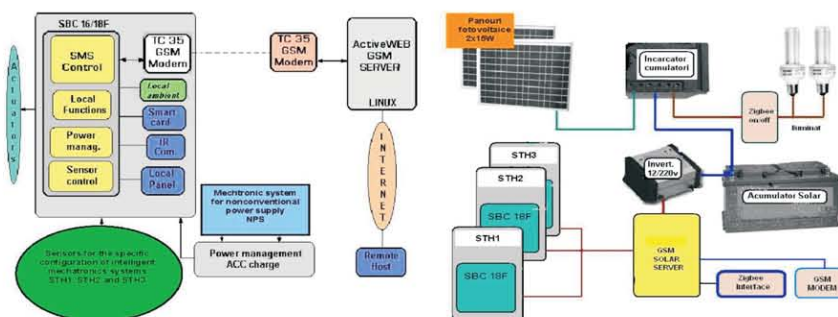 SBC 16/18F
SMS
Control
Local
Functions
Power
manag.
Sensor
control
TC 35
GSM
Modem
Local
ambient
Smart
card
IR
Com.
Local
Panel
Actuators
TC 35
GSM
Modem
ActiveWEB
GSM
SERVER
LINUX
INTERNET
Remote
Host
Mechtronic system
for nonconventional
power supply
NPS
Power management
ACC charge
Sensors for the specific
configuration of intelligent
mechatronics systems
STH1, STH2 and STH3
Panouri
fotovoltaice
2x15W
Incarcator
cumulatori
Zigbee
on/off
Iluminat
STH3
STH2
SBC 18F
STH1
SBC 18F
Invert.
12/220v
Acumulator Solar
GSM
SOLAR
SERVER
Zigbee
interface
GSM
MODEM